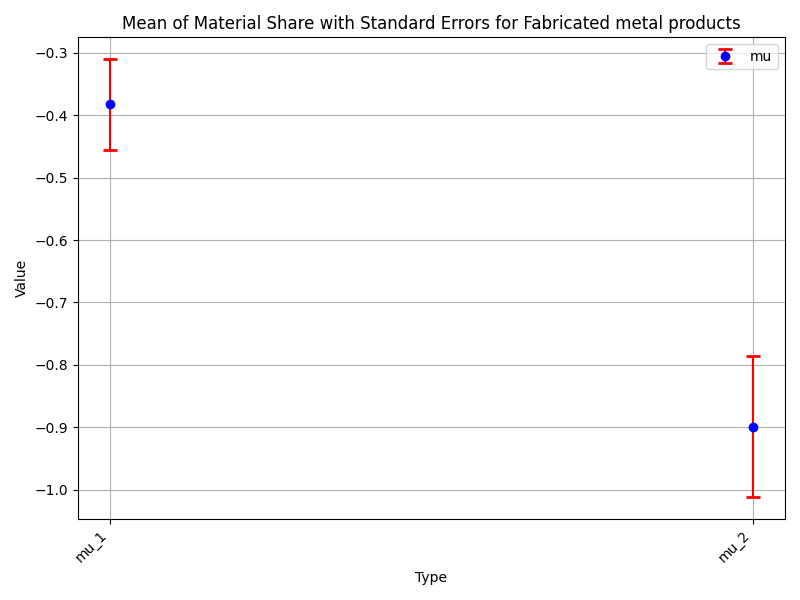 Mean of Material Share with Standard Errors for Fabricated metal products
mu
−0.3
−0.4
−0.5
−0.6
−0.7
−0.8
−0.9
−1.0
Value
mu_1
mu_2
Type